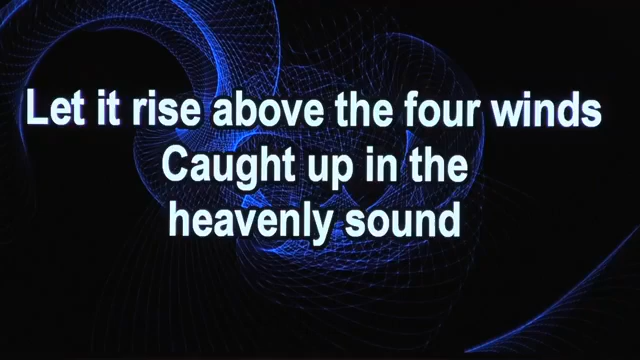 Let it rise above the four winds
Caught up in the
heavenly sound